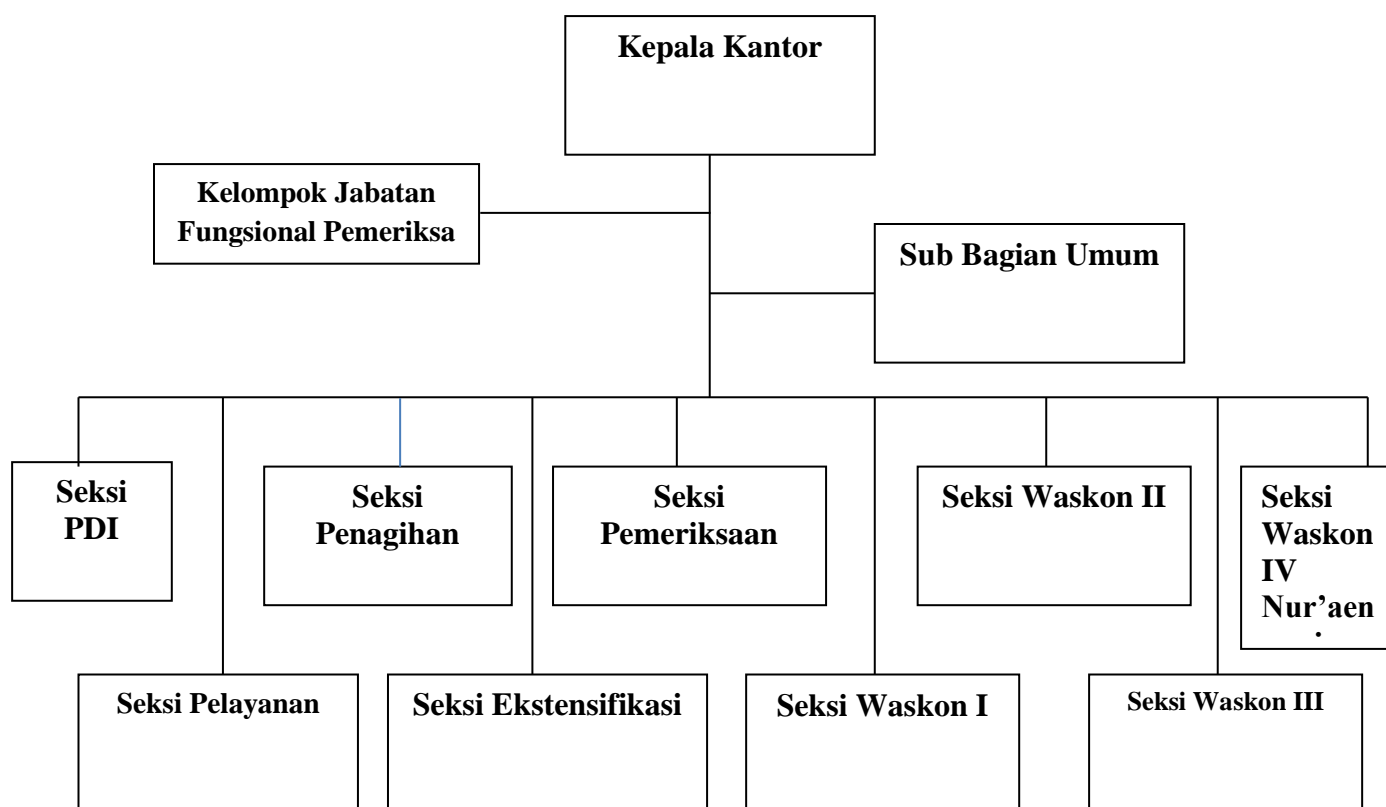 Kepala Kantor
Kelompok Jabatan
Fungsional Pemeriksa
Sub Bagian Umum
Seksi
PDI
Seksi
Penagihan
Seksi
Pemeriksaan
Seksi Waskon II
Seksi
Waskon
IV
Nur’aen
Seksi Pelayanan
Seksi Ekstensifikasi
Seksi Waskon I
Seksi Waskon III